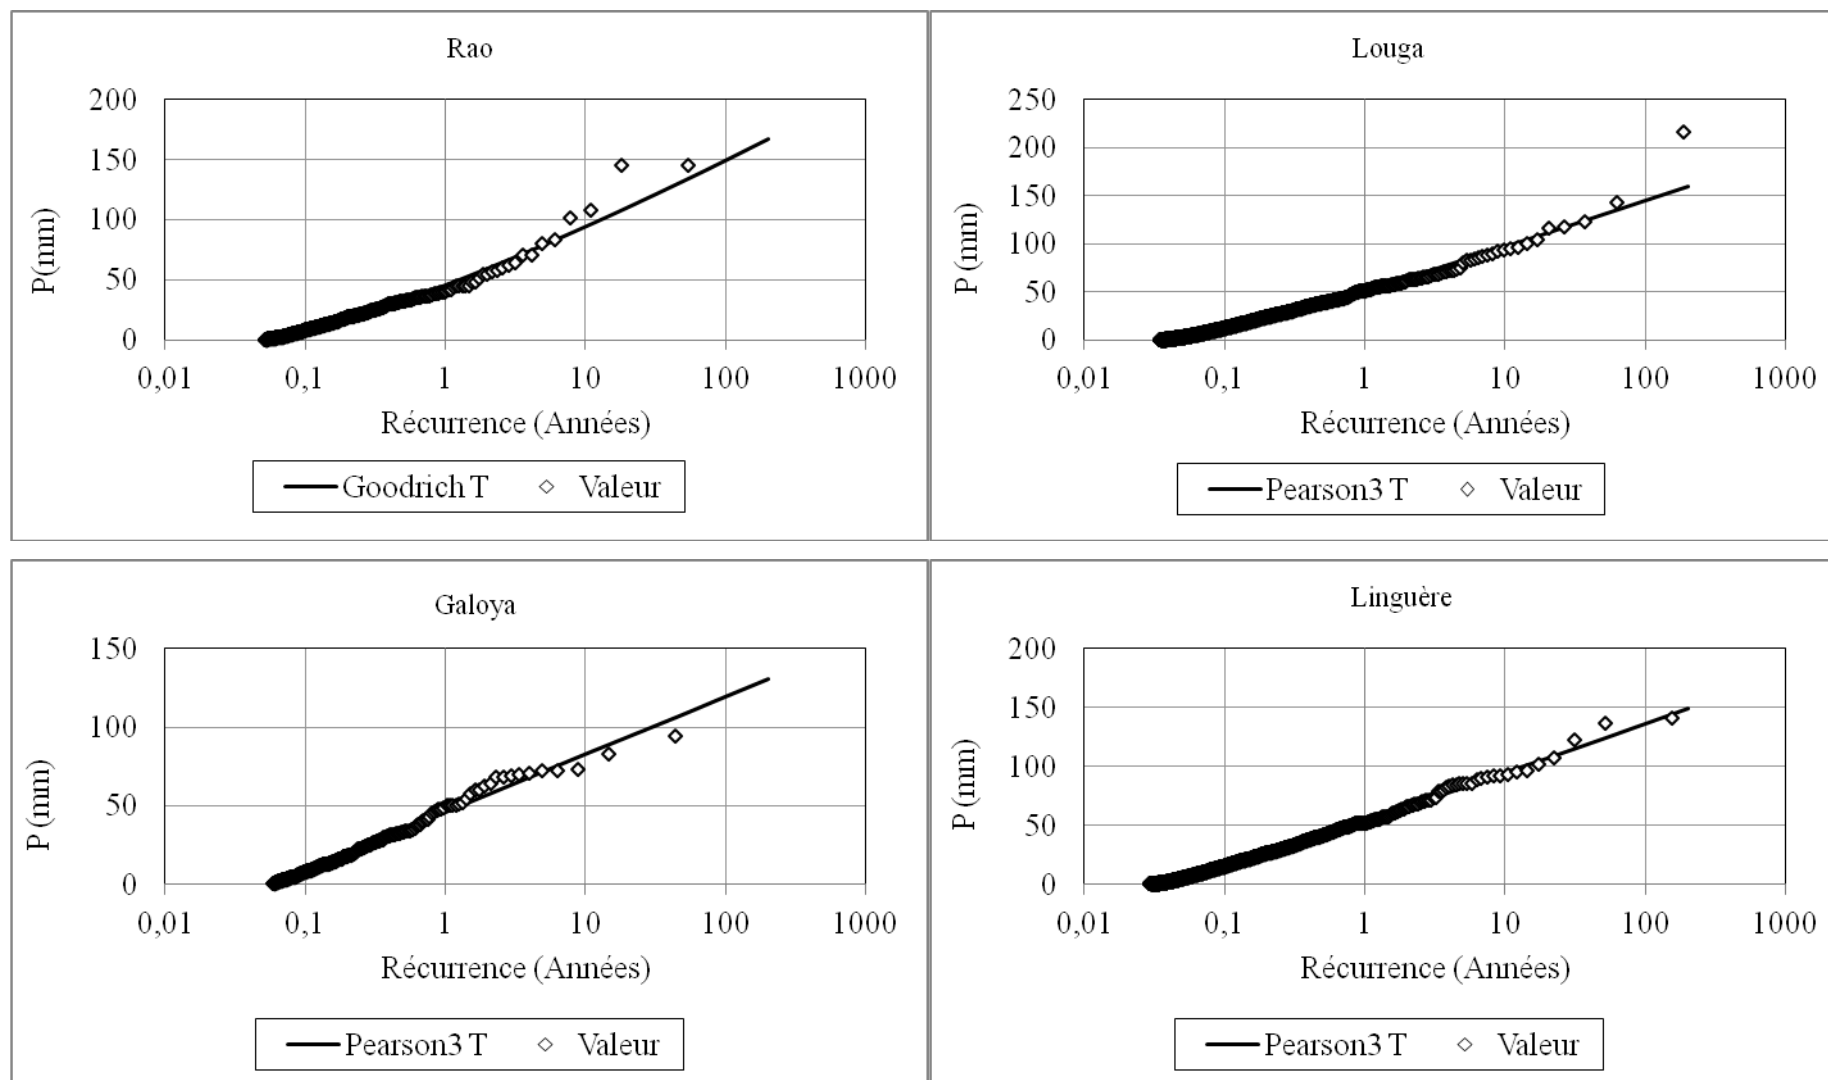 Rao
200
150
100
50
0
P(mm)
0,01 0,1 1 10 100 1000
Récurrence (Années)
Goodrich T Valeur
Louga
250
200
150
100
50
0
P (mm)
0,01 0,1 1 10 100 1000
Récurrence (Années)
Pearson3 T Valeur
Galoya
150
100
50
0
P (mm)
0,01 0,1 1 10 100 1000
Récurrence (Années)
Pearson3 T Valeur
Linguère
200
150
100
50
0
P (mm)
0,01 0,1 1 10 100 1000
Récurrence (Années)
Pearson3 T Valeur